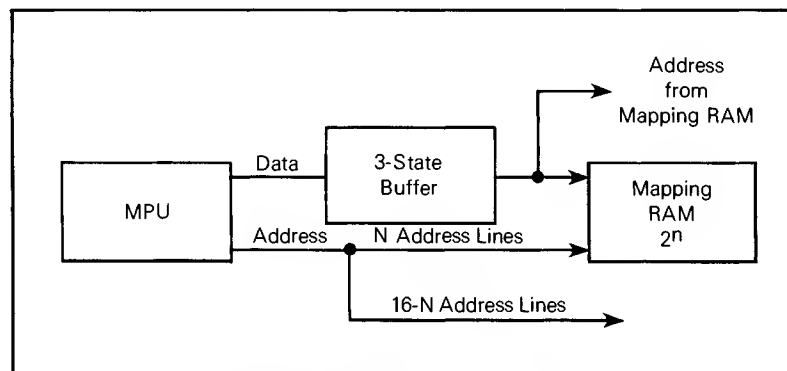 Address
from
Mapping RAM
Data
3-State
Buffer
MPU
Mapping
RAM
2ⁿ
Address
N Address Lines
16-N Address Lines